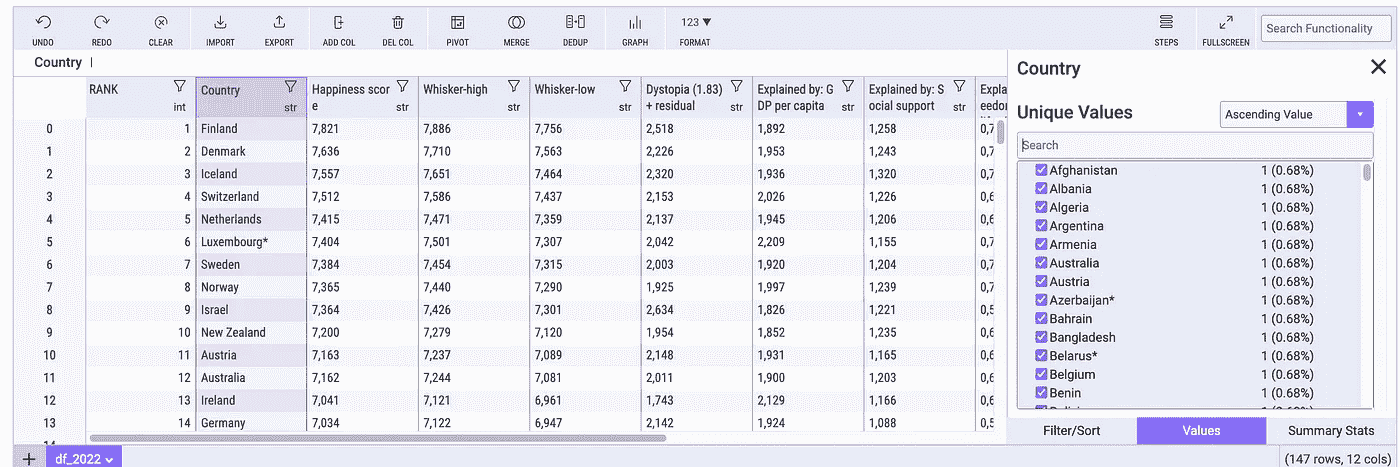 UNDO REDO CLEAR IMPORT EXPORT ADD COL DEL COL PIVOT MERGE DEDUP GRAPH 123 ▼ FORMAT STEPS FULLSCREEN Search Functionality
Country
RANK int Country str Happiness score str Whisker-high str Whisker-low str Dystopia (1.83) + residual str Explained by: GDP per capita str Explained by: Social support str
0 1 Finland 7,821 7,886 7,756 2,518 1,892 1,258 0,7
1 2 Denmark 7,636 7,710 7,563 2,226 1,953 1,243 0,7
2 3 Iceland 7,557 7,651 7,464 2,320 1,936 1,320 0,7
3 4 Switzerland 7,512 7,586 7,437 2,153 2,026 1,226 0,6
4 5 Netherlands 7,415 7,471 7,359 2,137 1,945 1,206 0,6
5 6 Luxembourg* 7,404 7,501 7,307 2,042 2,209 1,155 0,7
6 7 Sweden 7,384 7,454 7,315 2,003 1,920 1,204 0,7
7 8 Norway 7,365 7,440 7,290 1,925 1,997 1,239 0,7
8 9 Israel 7,364 7,426 7,301 2,634 1,826 1,221 0,5
9 10 New Zealand 7,200 7,279 7,120 1,954 1,852 1,235 0,6
10 11 Austria 7,163 7,237 7,089 2,148 1,931 1,165 0,6
11 12 Australia 7,162 7,244 7,081 2,011 1,900 1,203 0,6
12 13 Ireland 7,041 7,121 6,961 1,743 2,129 1,166 0,6
13 14 Germany 7,034 7,122 6,947 2,142 1,924 1,088 0,5
Country
Unique Values Ascending Value
Search
Afghanistan 1 (0.68%)
Albania 1 (0.68%)
Algeria 1 (0.68%)
Argentina 1 (0.68%)
Armenia 1 (0.68%)
Australia 1 (0.68%)
Austria 1 (0.68%)
Azerbaijan* 1 (0.68%)
Bahrain 1 (0.68%)
Bangladesh 1 (0.68%)
Belarus* 1 (0.68%)
Belgium 1 (0.68%)
Benin 1 (0.68%)
Filter/Sort Values Summary Stats
+ df_2022 (147 rows, 12 cols)